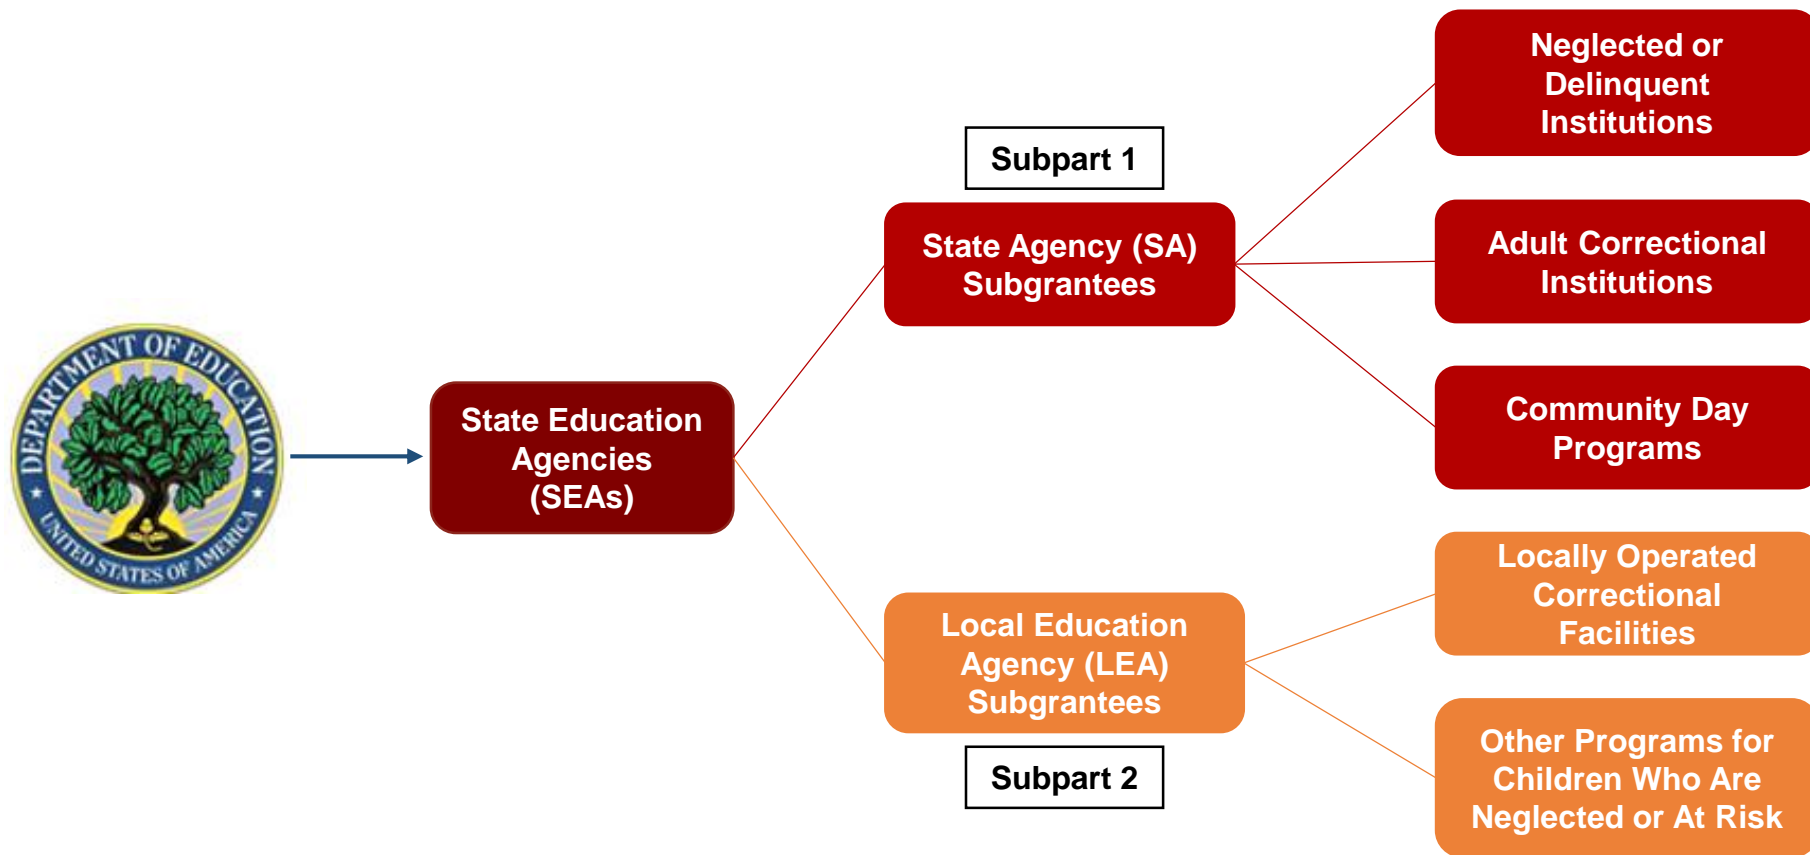 DEPARTMENT OF EDUCATION
UNITED STATES OF AMERICA
State Education
Agencies
(SEAs)
Subpart 1
State Agency (SA)
Subgrantees
Neglected or
Delinquent
Institutions
Adult Correctional
Institutions
Community Day
Programs
Local Education
Agency (LEA)
Subgrantees
Subpart 2
Locally Operated
Correctional
Facilities
Other Programs for
Children Who Are
Neglected or At Risk